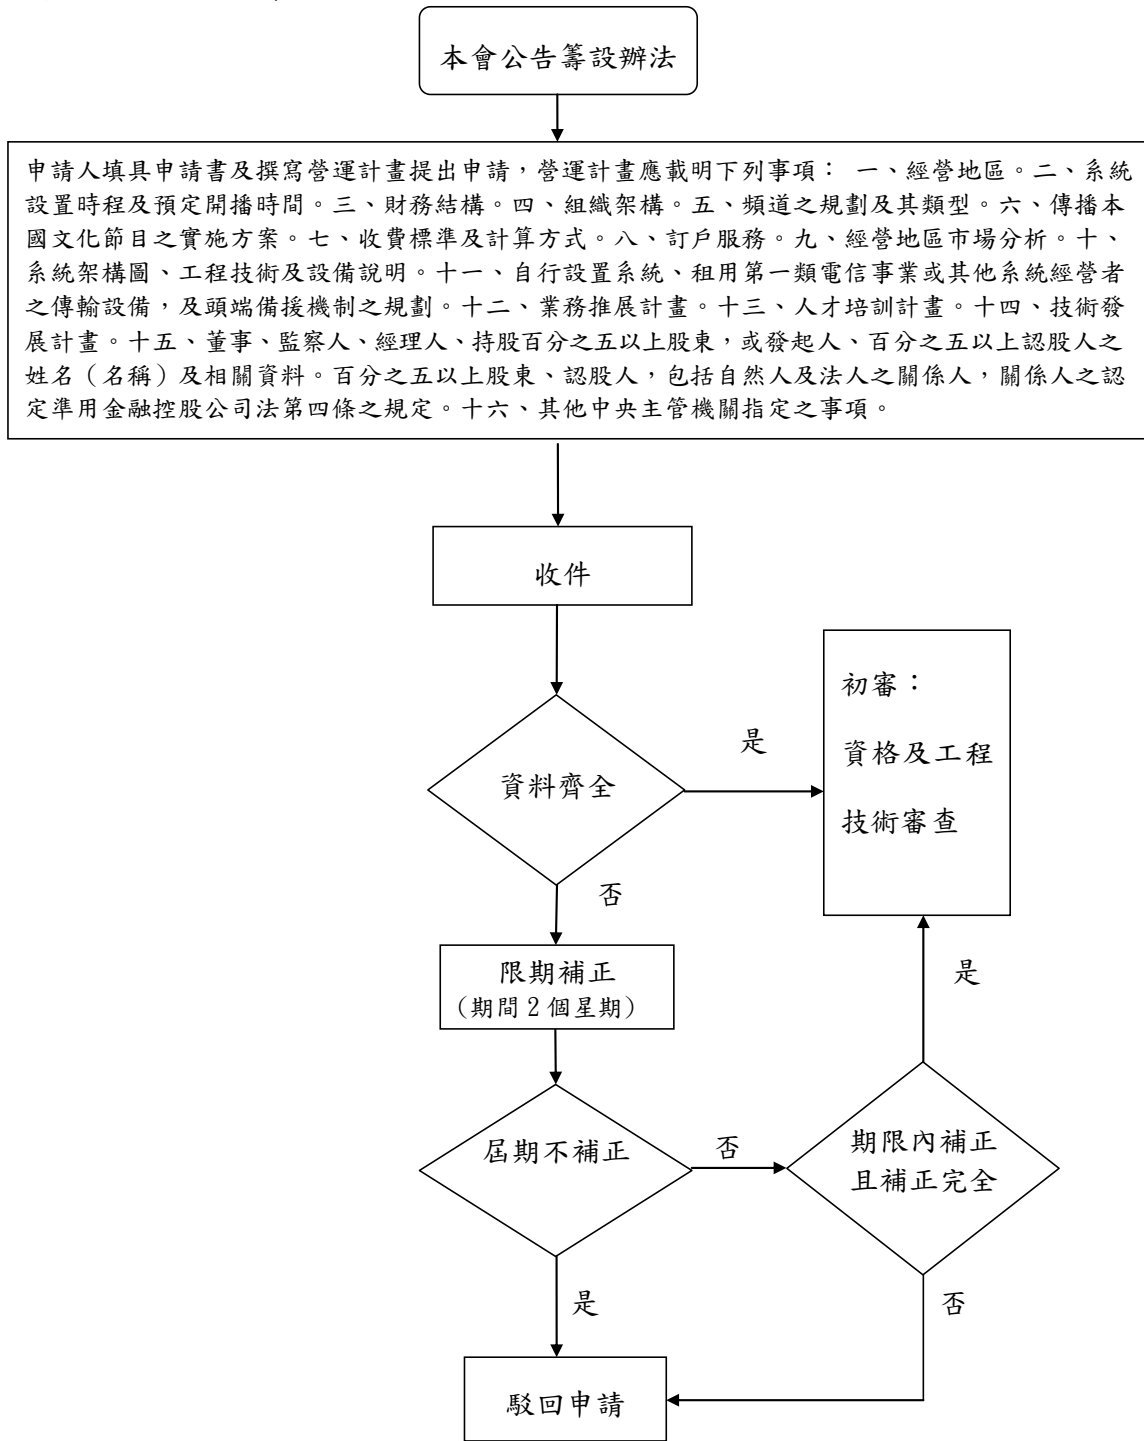 本會公告籌設辦法
申請人填具申請書及撰寫營運計畫提出申請，營運計畫應載明下列事項： 一、經營地區。二、系統
設置時程及預定開播時間。三、財務結構。四、組織架構。五、頻道之規劃及其類型。六、傳播本
國文化節目之實施方案。七、收費標準及計算方式。八、訂戶服務。九、經營地區市場分析。十、
系統架構圖、工程技術及設備說明。十一、自行設置系統、租用第一類電信事業或其他系統經營者
之傳輸設備，及頭端備援機制之規劃。十二、業務推展計畫。十三、人才培訓計畫。十四、技術發
展計畫。十五、董事、監察人、經理人、持股百分之五以上股東，或發起人、百分之五以上認股人之
姓名（名稱）及相關資料。百分之五以上股東、認股人，包括自然人及法人之關係人，關係人之認
定準用金融控股公司法第四條之規定。十六、其他中央主管機關指定之事項。
收件
資料齊全
是
初審：
資格及工程
技術審查
否
限期補正
（期間 2 個星期）
是
屆期不補正
否
期限內補正
且補正完全
是
否
駁回申請